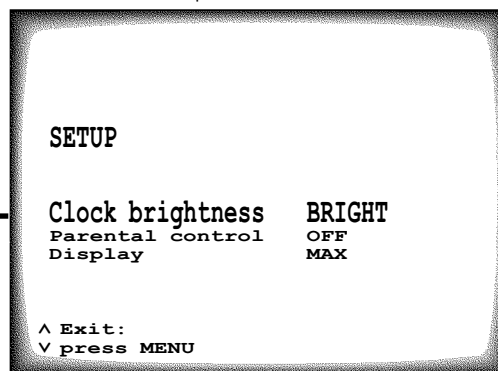 SETUP
Clock brightness BRIGHT
Parental control OFF
Display MAX
∧ Exit:
∨ press MENU